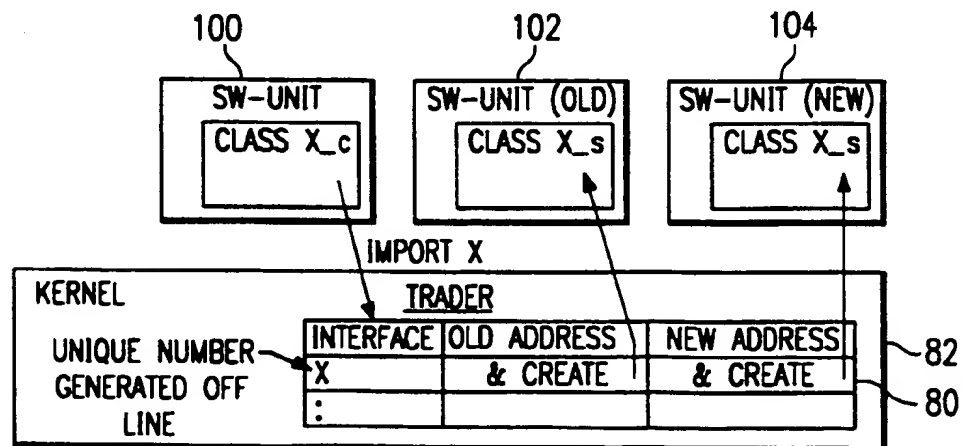 100
102
104
SW-UNIT
CLASS X_c
SW-UNIT (OLD)
CLASS X_s
SW-UNIT (NEW)
CLASS X_s
IMPORT X
KERNEL
TRADER
UNIQUE NUMBER
GENERATED OFF
LINE
INTERFACE OLD ADDRESS NEW ADDRESS
X & CREATE & CREATE
:
82
80